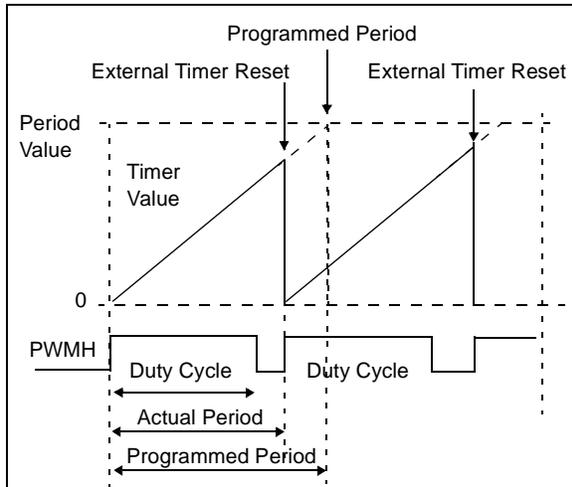 Programmed Period
External Timer Reset
External Timer Reset
Period
Value
Timer
Value
0
PWMH
Duty Cycle
Duty Cycle
Actual Period
Programmed Period